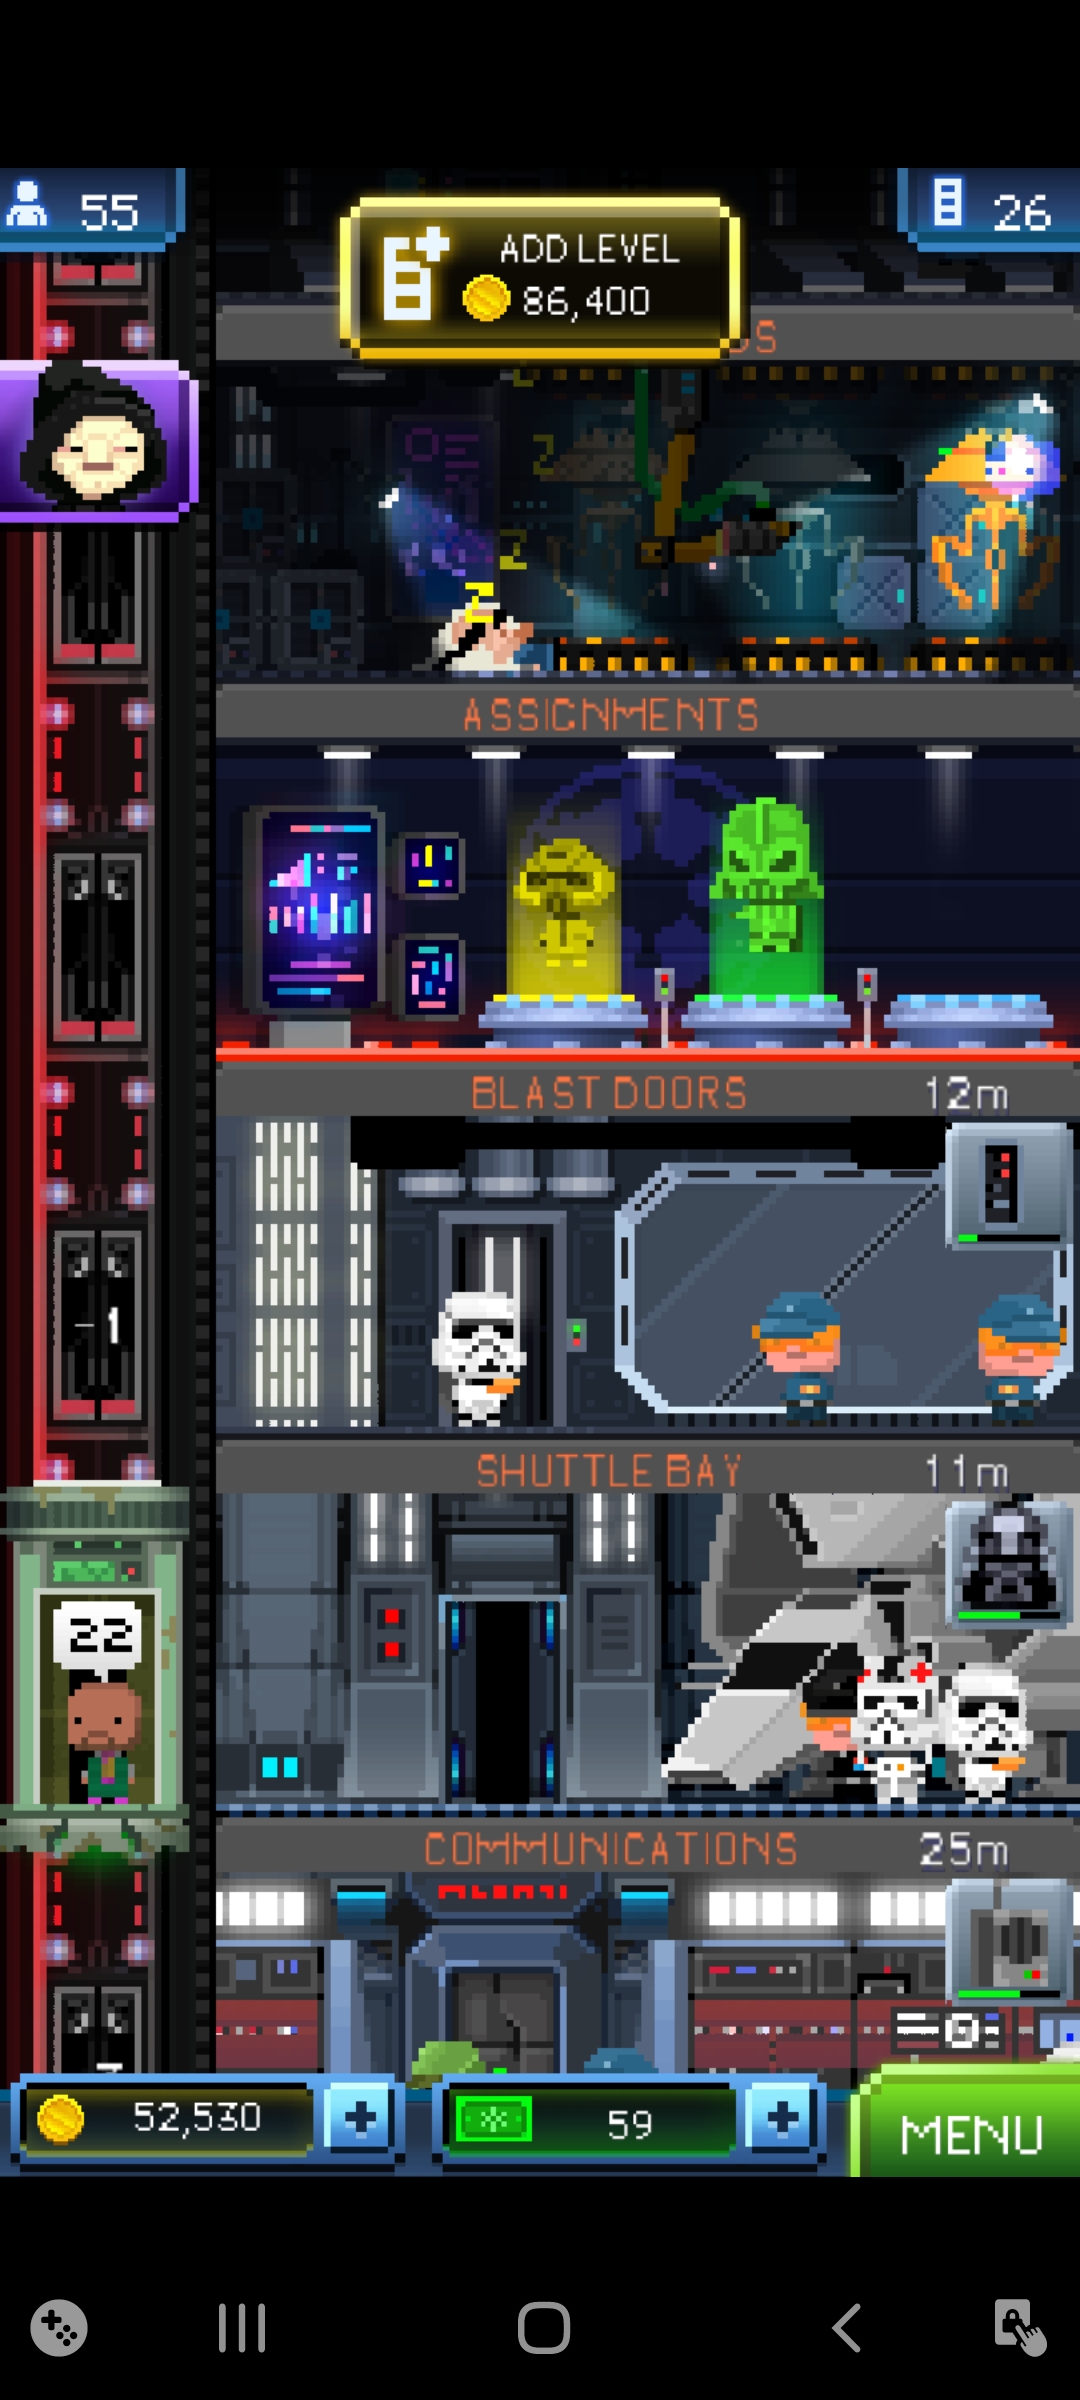 55
ADD LEVEL
86,400
26
Z
Z
Z
ASSIGNMENTS
BLAST DOORS
12m
-1
SHUTTLE BAY
11m
22
COMMUNICATIONS
25m
52,530
59
MENU